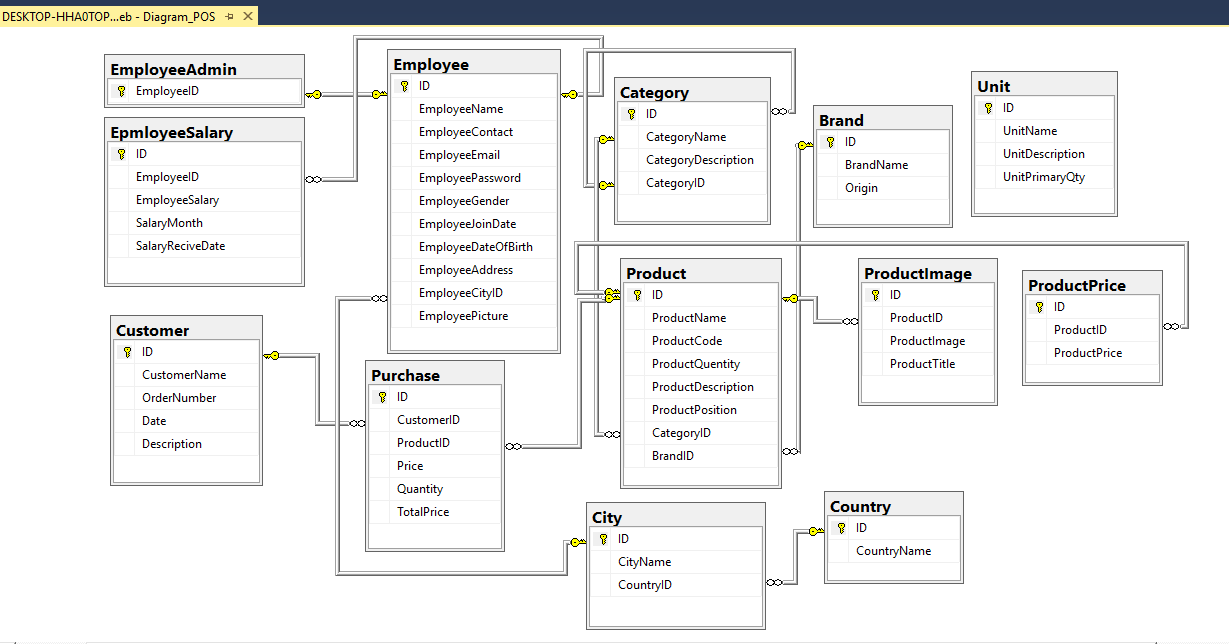 DESKTOP-HHA0TOP...eb - Diagram_POS
EmployeeAdmin
EmployeeID
EpmloyeeSalary
ID
EmployeeID
EmployeeSalary
SalaryMonth
SalaryReciveDate
Employee
ID
EmployeeName
EmployeeContact
EmployeeEmail
EmployeePassword
EmployeeGender
EmployeeJoinDate
EmployeeDateOfBirth
EmployeeAddress
EmployeeCityID
EmployeePicture
Category
ID
CategoryName
CategoryDescription
CategoryID
Brand
ID
BrandName
Origin
Unit
ID
UnitName
UnitDescription
UnitPrimaryQty
Customer
ID
CustomerName
OrderNumber
Date
Description
Purchase
ID
CustomerID
ProductID
Price
Quantity
TotalPrice
Product
ID
ProductName
ProductCode
ProductQuentity
ProductDescription
ProductPosition
CategoryID
BrandID
ProductImage
ID
ProductID
ProductImage
ProductTitle
ProductPrice
ID
ProductID
ProductPrice
City
ID
CityName
CountryID
Country
ID
CountryName